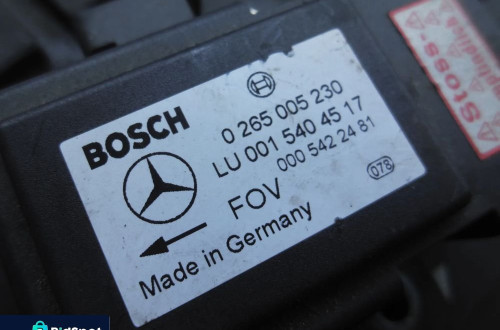 BOSCH
0 265 005 230
LU 001 540 45 17
000 542 24 81
FOV
078
Made in Germany
Stoss-
BidSpot